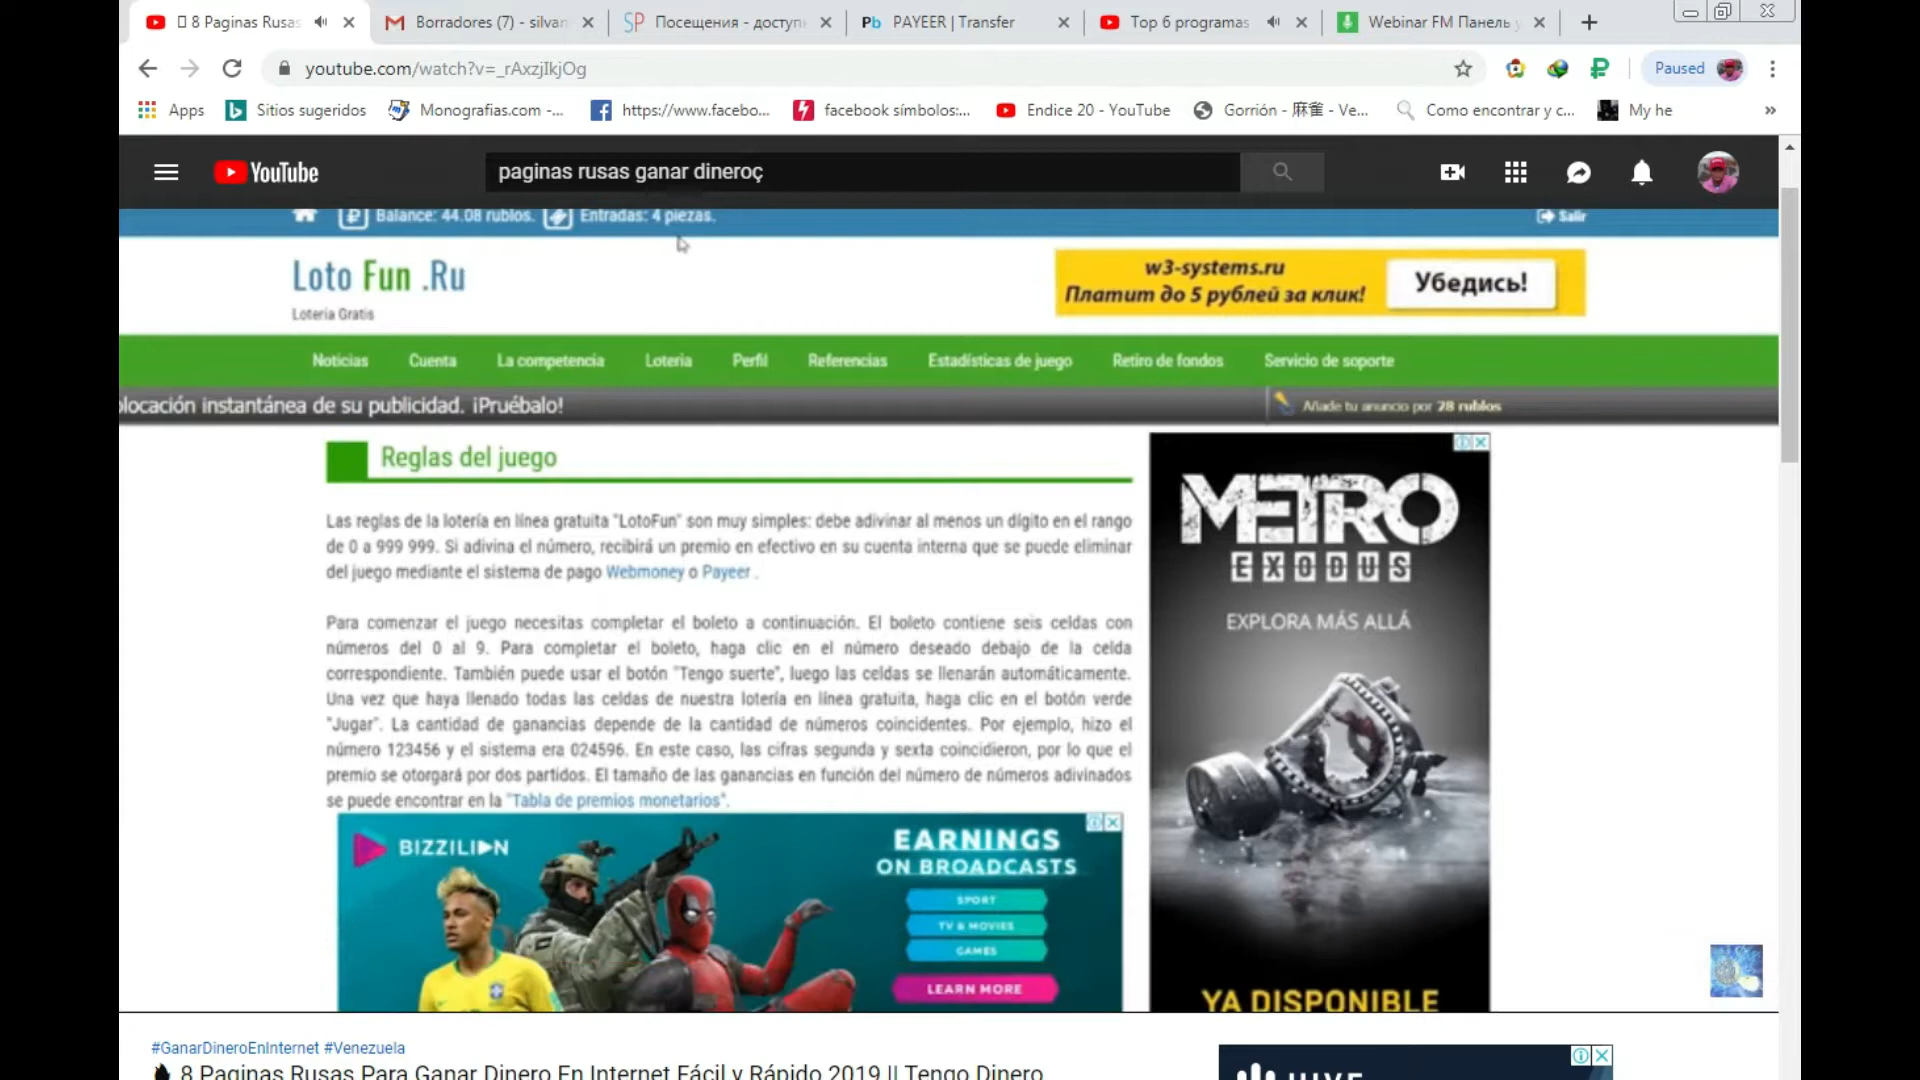 8 Paginas Rusas
Borradores (7) - silvan
Посещения - доступн
PAYEER | Transfer
Top 6 programas
Webinar FM Панель у
youtube.com/watch?v=_rAxzjIkjOg
Paused
Apps
Sitios sugeridos
Monografias.com -...
https://www.facebo...
facebook símbolos:...
Endice 20 - YouTube
Gorrión - 麻雀 - Ve...
Como encontrar y c...
My he
YouTube
paginas rusas ganar dineroç
Balance: 44.08 rublos.
Entradas: 4 piezas.
Salir
Loto Fun .Ru
Loteria Gratis
w3-systems.ru
Платит до 5 рублей за клик!
Убедись!
Noticias
Cuenta
La competencia
Loteria
Perfil
Referencias
Estadísticas de juego
Retiro de fondos
Servicio de soporte
olocación instantánea de su publicidad. ¡Pruébalo!
Añade tu anuncio por 28 rublos
Reglas del juego
Las reglas de la lotería en línea gratuita "LotoFun" son muy simples: debe adivinar al menos un dígito en el rango
de 0 a 999 999. Si adivina el número, recibirá un premio en efectivo en su cuenta interna que se puede eliminar
del juego mediante el sistema de pago Webmoney o Payeer .
Para comenzar el juego necesitas completar el boleto a continuación. El boleto contiene seis celdas con
números del 0 al 9. Para completar el boleto, haga clic en el número deseado debajo de la celda
correspondiente. También puede usar el botón "Tengo suerte", luego las celdas se llenarán automáticamente.
Una vez que haya llenado todas las celdas de nuestra lotería en línea gratuita, haga clic en el botón verde
"Jugar". La cantidad de ganancias depende de la cantidad de números coincidentes. Por ejemplo, hizo el
número 123456 y el sistema era 024596. En este caso, las cifras segunda y sexta coincidieron, por lo que el
premio se otorgará por dos partidos. El tamaño de las ganancias en función del número de números adivinados
se puede encontrar en la "Tabla de premios monetarios".
METRO
EXODUS
EXPLORA MÁS ALLÁ
YA DISPONIBLE
BIZZILION
EARNINGS
ON BROADCASTS
SPORT
TV & MOVIES
GAMES
LEARN MORE
#GanarDineroEnInternet #Venezuela
8 Paginas Rusas Para Ganar Dinero En Internet Fácil y Rápido 2019 || Tengo Dinero
HIVE